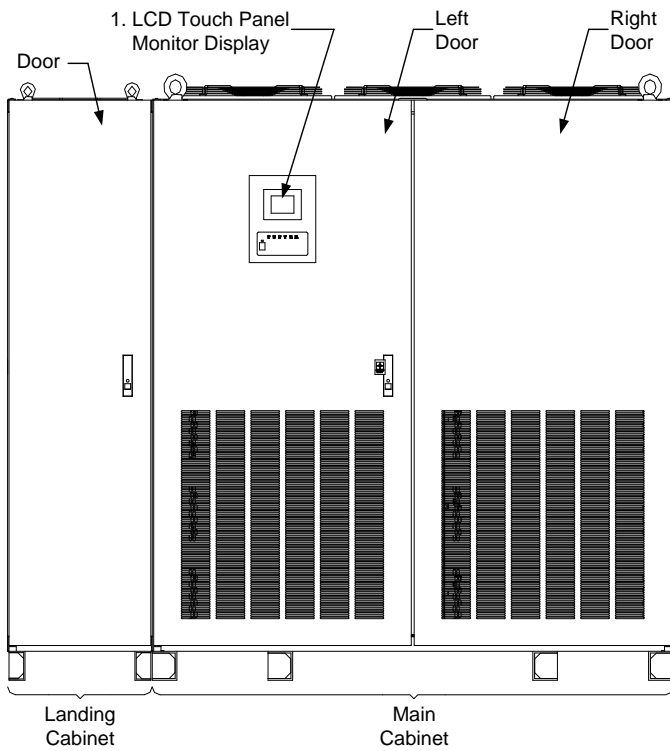 1. LCD Touch Panel
Monitor Display
Left
Door
Right
Door
Door
Landing
Cabinet
Main
Cabinet